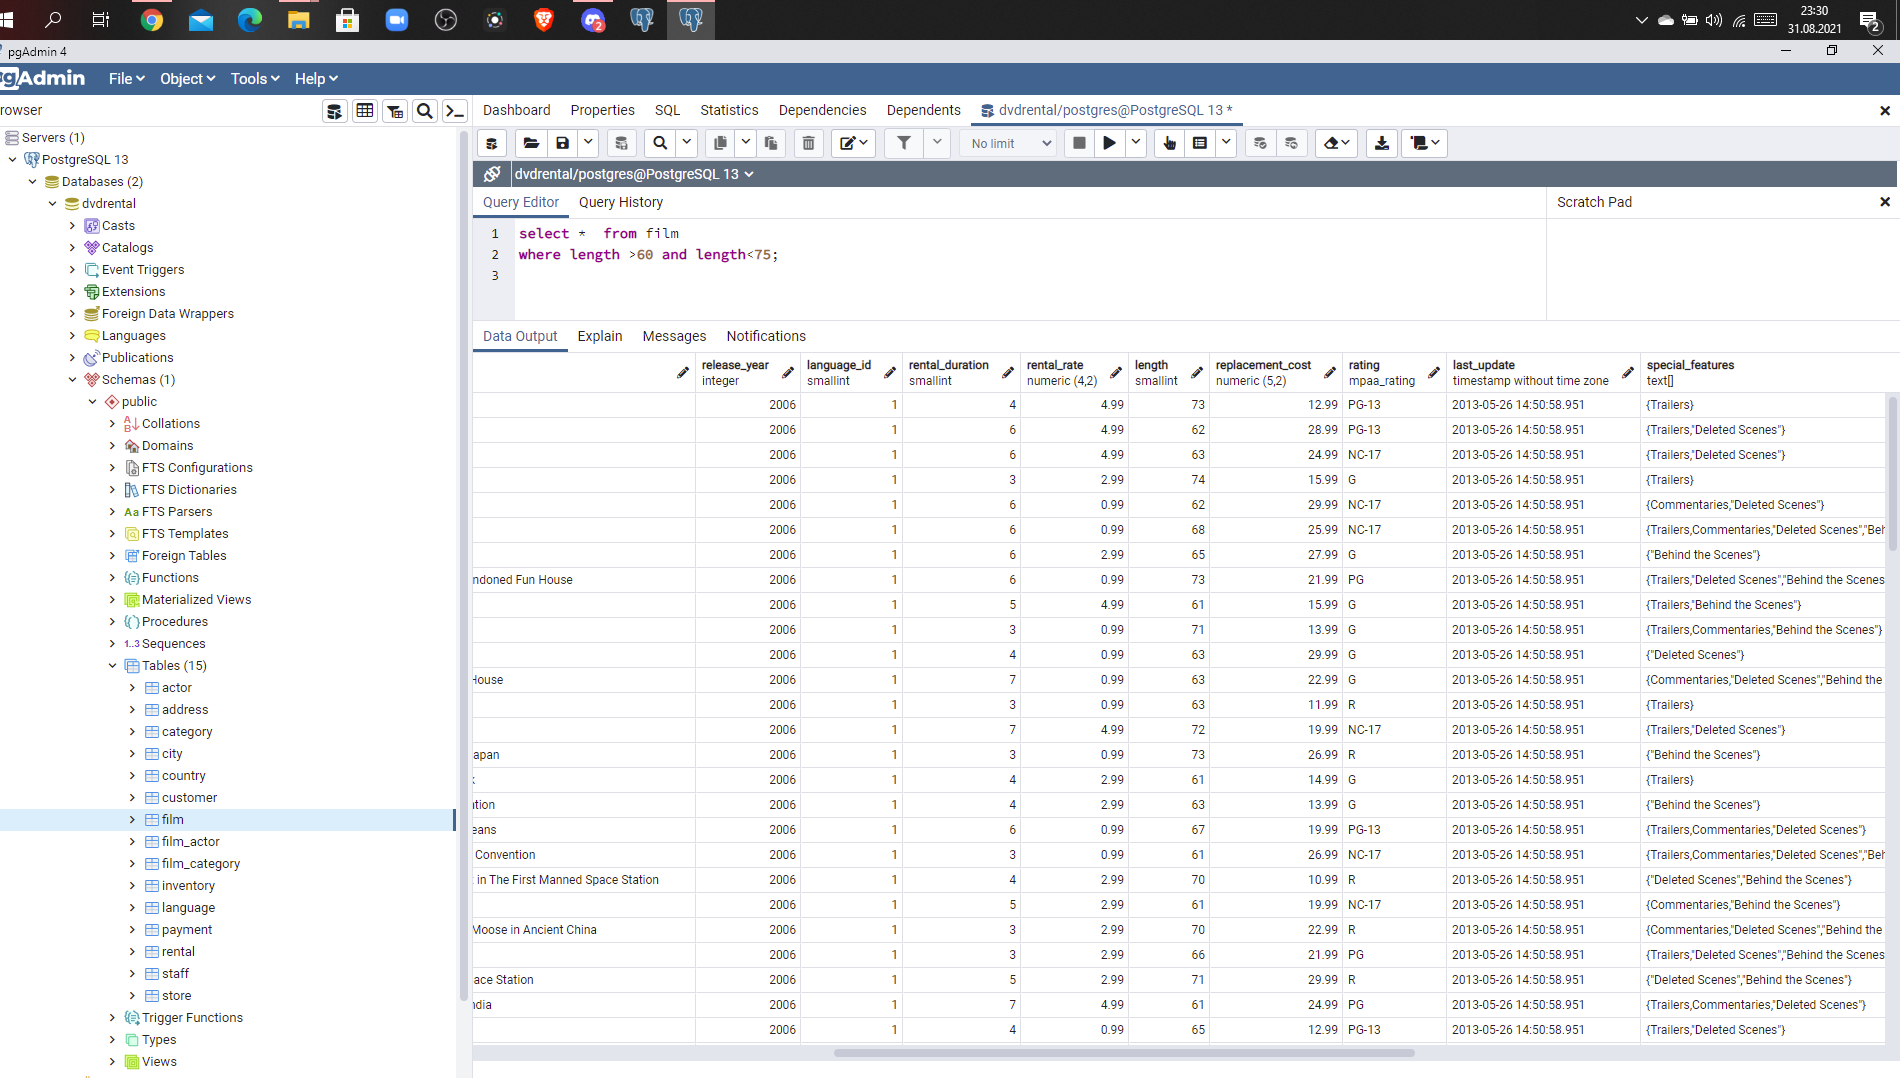 23:30
31.08.2021
2
2
pgAdmin 4
pgAdmin File Object Tools Help
rowser
Dashboard Properties SQL Statistics Dependencies Dependents dvdrental/postgres@PostgreSQL 13 *
No limit
dvdrental/postgres@PostgreSQL 13
Query Editor Query History Scratch Pad
1 select * from film
2 where length >60 and length<75;
3
Servers (1)
PostgreSQL 13
Databases (2)
dvdrental
Casts
Catalogs
Event Triggers
Extensions
Foreign Data Wrappers
Languages
Publications
Schemas (1)
public
Collations
Domains
FTS Configurations
FTS Dictionaries
Aa FTS Parsers
FTS Templates
Foreign Tables
Functions
Materialized Views
Procedures
1..3 Sequences
Tables (15)
actor
address
category
city
country
customer
film
film_actor
film_category
inventory
language
payment
rental
staff
store
Trigger Functions
Types
Views
Data Output Explain Messages Notifications
release_year language_id rental_duration rental_rate length replacement_cost rating last_update special_features
integer smallint smallint numeric (4,2) smallint numeric (5,2) mpaa_rating timestamp without time zone text[]
2006 1 4 4.99 73 12.99 PG-13 2013-05-26 14:50:58.951 {Trailers}
2006 1 6 4.99 62 28.99 PG-13 2013-05-26 14:50:58.951 {Trailers,"Deleted Scenes"}
2006 1 6 4.99 63 24.99 NC-17 2013-05-26 14:50:58.951 {Trailers,"Deleted Scenes"}
2006 1 3 2.99 74 15.99 G 2013-05-26 14:50:58.951 {Trailers}
2006 1 6 0.99 62 29.99 NC-17 2013-05-26 14:50:58.951 {Commentaries,"Deleted Scenes"}
2006 1 6 0.99 68 25.99 NC-17 2013-05-26 14:50:58.951 {Trailers,Commentaries,"Deleted Scenes","Beh
2006 1 6 2.99 65 27.99 G 2013-05-26 14:50:58.951 {"Behind the Scenes"}
ndoned Fun House 2006 1 6 0.99 73 21.99 PG 2013-05-26 14:50:58.951 {Trailers,"Deleted Scenes","Behind the Scenes
2006 1 5 4.99 61 15.99 G 2013-05-26 14:50:58.951 {Trailers,"Behind the Scenes"}
2006 1 3 0.99 71 13.99 G 2013-05-26 14:50:58.951 {Trailers,Commentaries,"Behind the Scenes"}
2006 1 4 0.99 63 29.99 G 2013-05-26 14:50:58.951 {"Deleted Scenes"}
House 2006 1 7 0.99 63 22.99 G 2013-05-26 14:50:58.951 {Commentaries,"Deleted Scenes","Behind the
2006 1 3 0.99 63 11.99 R 2013-05-26 14:50:58.951 {Trailers}
2006 1 7 4.99 72 19.99 NC-17 2013-05-26 14:50:58.951 {Trailers,"Deleted Scenes"}
apan 2006 1 3 0.99 73 26.99 R 2013-05-26 14:50:58.951 {"Behind the Scenes"}
2006 1 4 2.99 61 14.99 G 2013-05-26 14:50:58.951 {Trailers}
tion 2006 1 4 2.99 63 13.99 G 2013-05-26 14:50:58.951 {"Behind the Scenes"}
eans 2006 1 6 0.99 67 19.99 PG-13 2013-05-26 14:50:58.951 {Trailers,Commentaries,"Deleted Scenes"}
Convention 2006 1 3 0.99 61 26.99 NC-17 2013-05-26 14:50:58.951 {Trailers,Commentaries,"Deleted Scenes","Beh
in The First Manned Space Station 2006 1 4 2.99 70 10.99 R 2013-05-26 14:50:58.951 {"Deleted Scenes","Behind the Scenes"}
2006 1 5 2.99 61 19.99 NC-17 2013-05-26 14:50:58.951 {Commentaries,"Behind the Scenes"}
Moose in Ancient China 2006 1 3 2.99 70 22.99 R 2013-05-26 14:50:58.951 {Commentaries,"Deleted Scenes","Behind the
2006 1 3 2.99 66 21.99 PG 2013-05-26 14:50:58.951 {Trailers,"Deleted Scenes","Behind the Scenes
ace Station 2006 1 5 2.99 71 29.99 R 2013-05-26 14:50:58.951 {"Deleted Scenes","Behind the Scenes"}
ndia 2006 1 7 4.99 61 24.99 PG 2013-05-26 14:50:58.951 {Trailers,Commentaries,"Deleted Scenes"}
2006 1 4 0.99 65 12.99 PG-13 2013-05-26 14:50:58.951 {Trailers,"Deleted Scenes"}